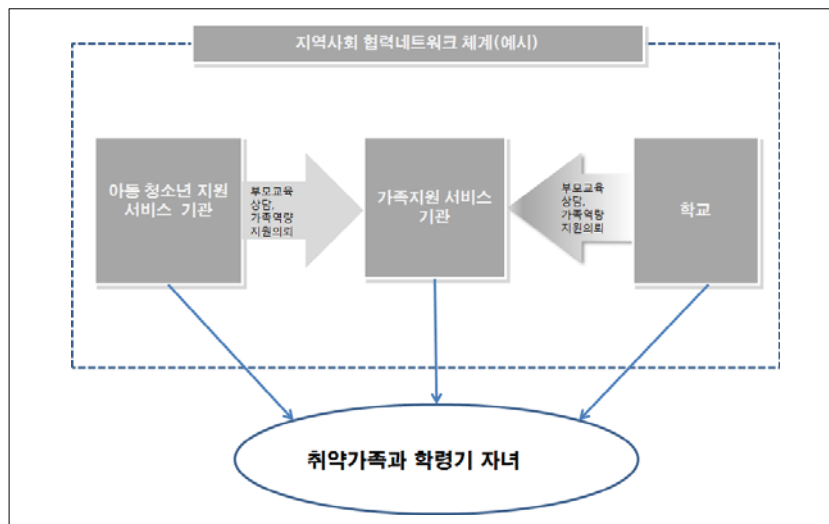 지역사회 협력네트워크 체계(예시)
아동 청소년 지원
서비스 기관
부모교육
상담,
가족역량
지원의뢰
가족지원 서비스
기관
부모교육
상담,
가족역량
지원의뢰
학교
취약가족과 학령기 자녀